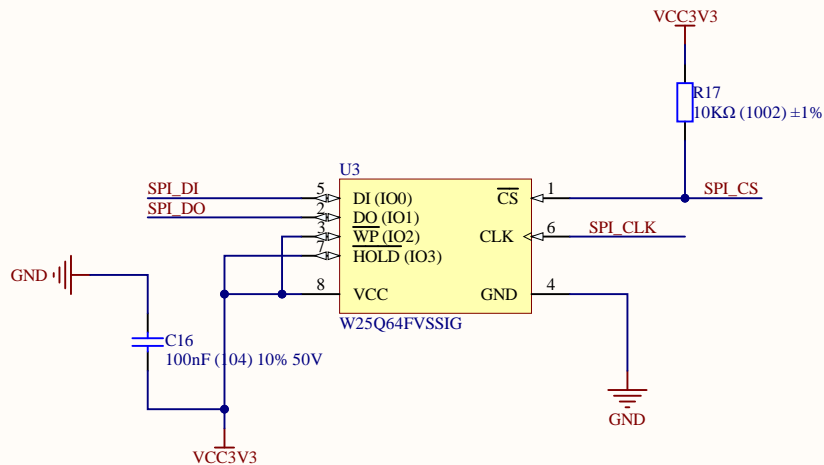 VCC3V3
R17
10KΩ (1002) ±1%
U3
SPI_DI
5
DI (IO0)
CS
1
SPI_CS
SPI_DO
2
DO (IO1)
3
WP (IO2)
CLK
6
SPI_CLK
7
HOLD (IO3)
GND
8
VCC
GND
4
W25Q64FVSSIG
C16
100nF (104) 10% 50V
GND
VCC3V3